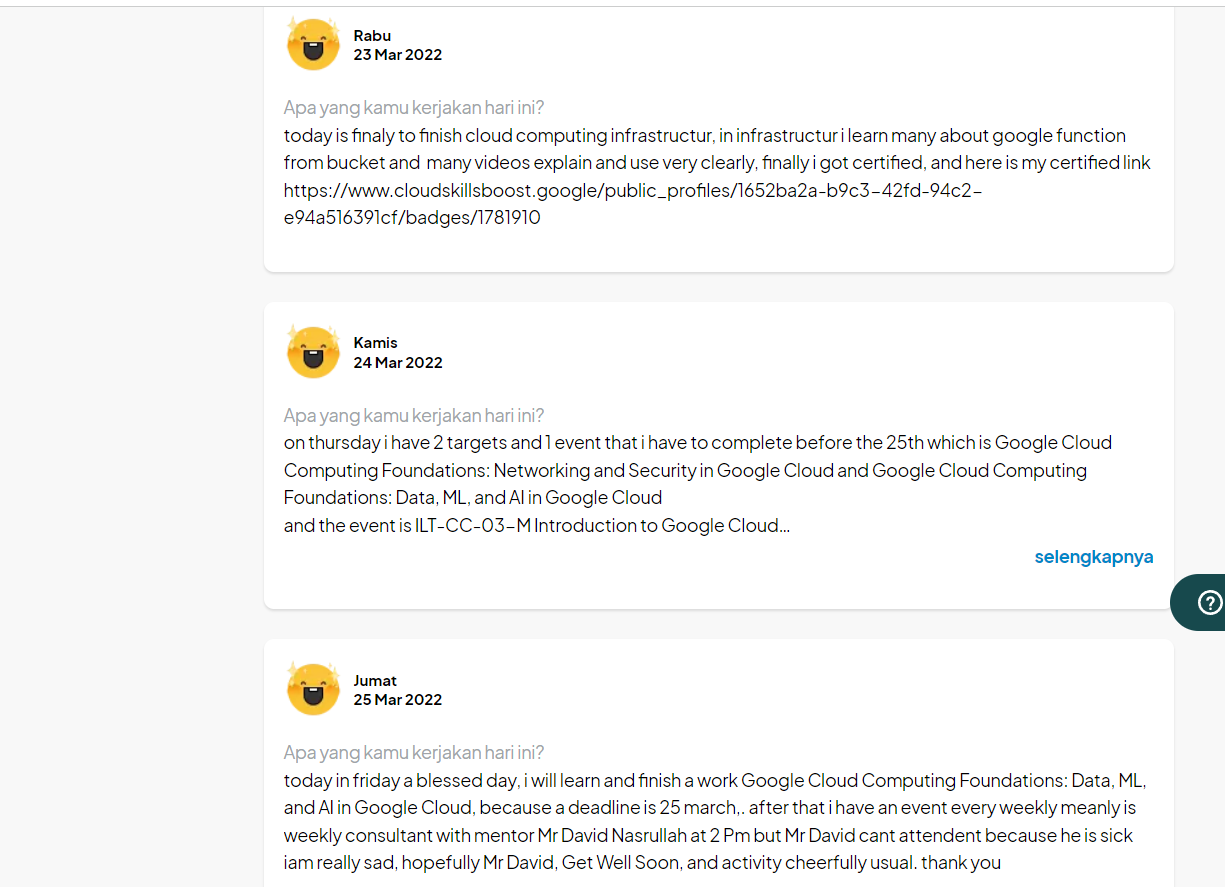 Rabu
23 Mar 2022
Apa yang kamu kerjakan hari ini?
today is finaly to finish cloud computing infrastructur, in infrastructur i learn many about google function
from bucket and  many videos explain and use very clearly, finally i got certified, and here is my certified link
https://www.cloudskillsboost.google/public_profiles/1652ba2a-b9c3-42fd-94c2-
e94a516391cf/badges/1781910
Kamis
24 Mar 2022
Apa yang kamu kerjakan hari ini?
on thursday i have 2 targets and 1 event that i have to complete before the 25th which is Google Cloud
Computing Foundations: Networking and Security in Google Cloud and Google Cloud Computing
Foundations: Data, ML, and AI in Google Cloud
and the event is ILT-CC-03-M Introduction to Google Cloud...
selengkapnya
Jumat
25 Mar 2022
Apa yang kamu kerjakan hari ini?
today in friday a blessed day, i will learn and finish a work Google Cloud Computing Foundations: Data, ML,
and AI in Google Cloud, because a deadline is 25 march,. after that i have an event every weekly meanly is
weekly consultant with mentor Mr David Nasrullah at 2 Pm but Mr David cant attendent because he is sick
iam really sad, hopefully Mr David, Get Well Soon, and activity cheerfully usual. thank you